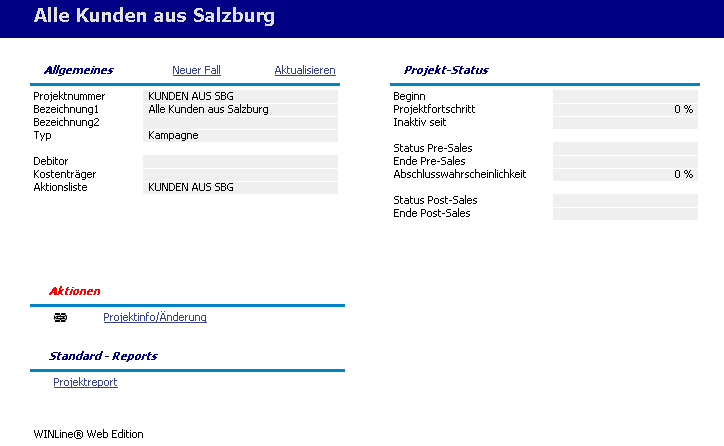 Alle Kunden aus Salzburg
Allgemeines Neuer Fall Aktualisieren
Projektnummer KUNDEN AUS SBG
Bezeichnung1 Alle Kunden aus Salzburg
Bezeichnung2
Typ Kampagne
Debitor
Kostenträger
Aktionsliste KUNDEN AUS SBG
Projekt-Status
Beginn
Projektfortschritt 0 %
Inaktiv seit
Status Pre-Sales
Ende Pre-Sales
Abschlusswahrscheinlichkeit 0 %
Status Post-Sales
Ende Post-Sales
Aktionen
Projektinfo/Änderung
Standard - Reports
Projektreport
WINLine® Web Edition